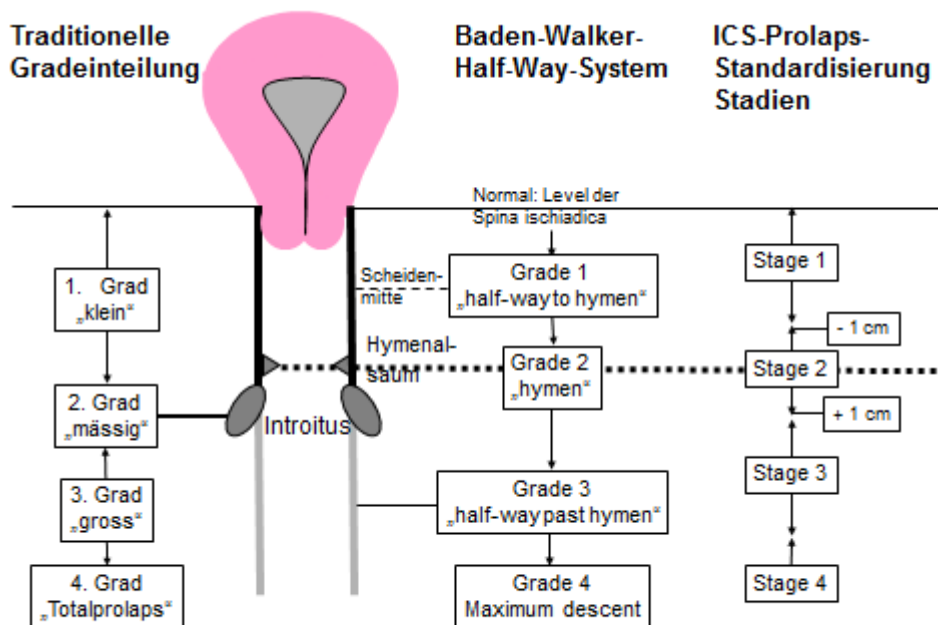 Traditionelle
Gradeinteilung
Baden-Walker-
Half-Way-System
ICS-Prolaps-
Standardisierung
Stadien
Normal: Level der
Spina ischiadica
1. Grad
„klein“
2. Grad
„mässig“
3. Grad
„gross“
4. Grad
„Totalprolaps“
Scheiden-
mitte
Hymenal-
saum
Introitus
Grade 1
„half-way to hymen“
Grade 2
„hymen“
Grade 3
„half-way past hymen“
Grade 4
Maximum descent
Stage 1
- 1 cm
Stage 2
+ 1 cm
Stage 3
Stage 4